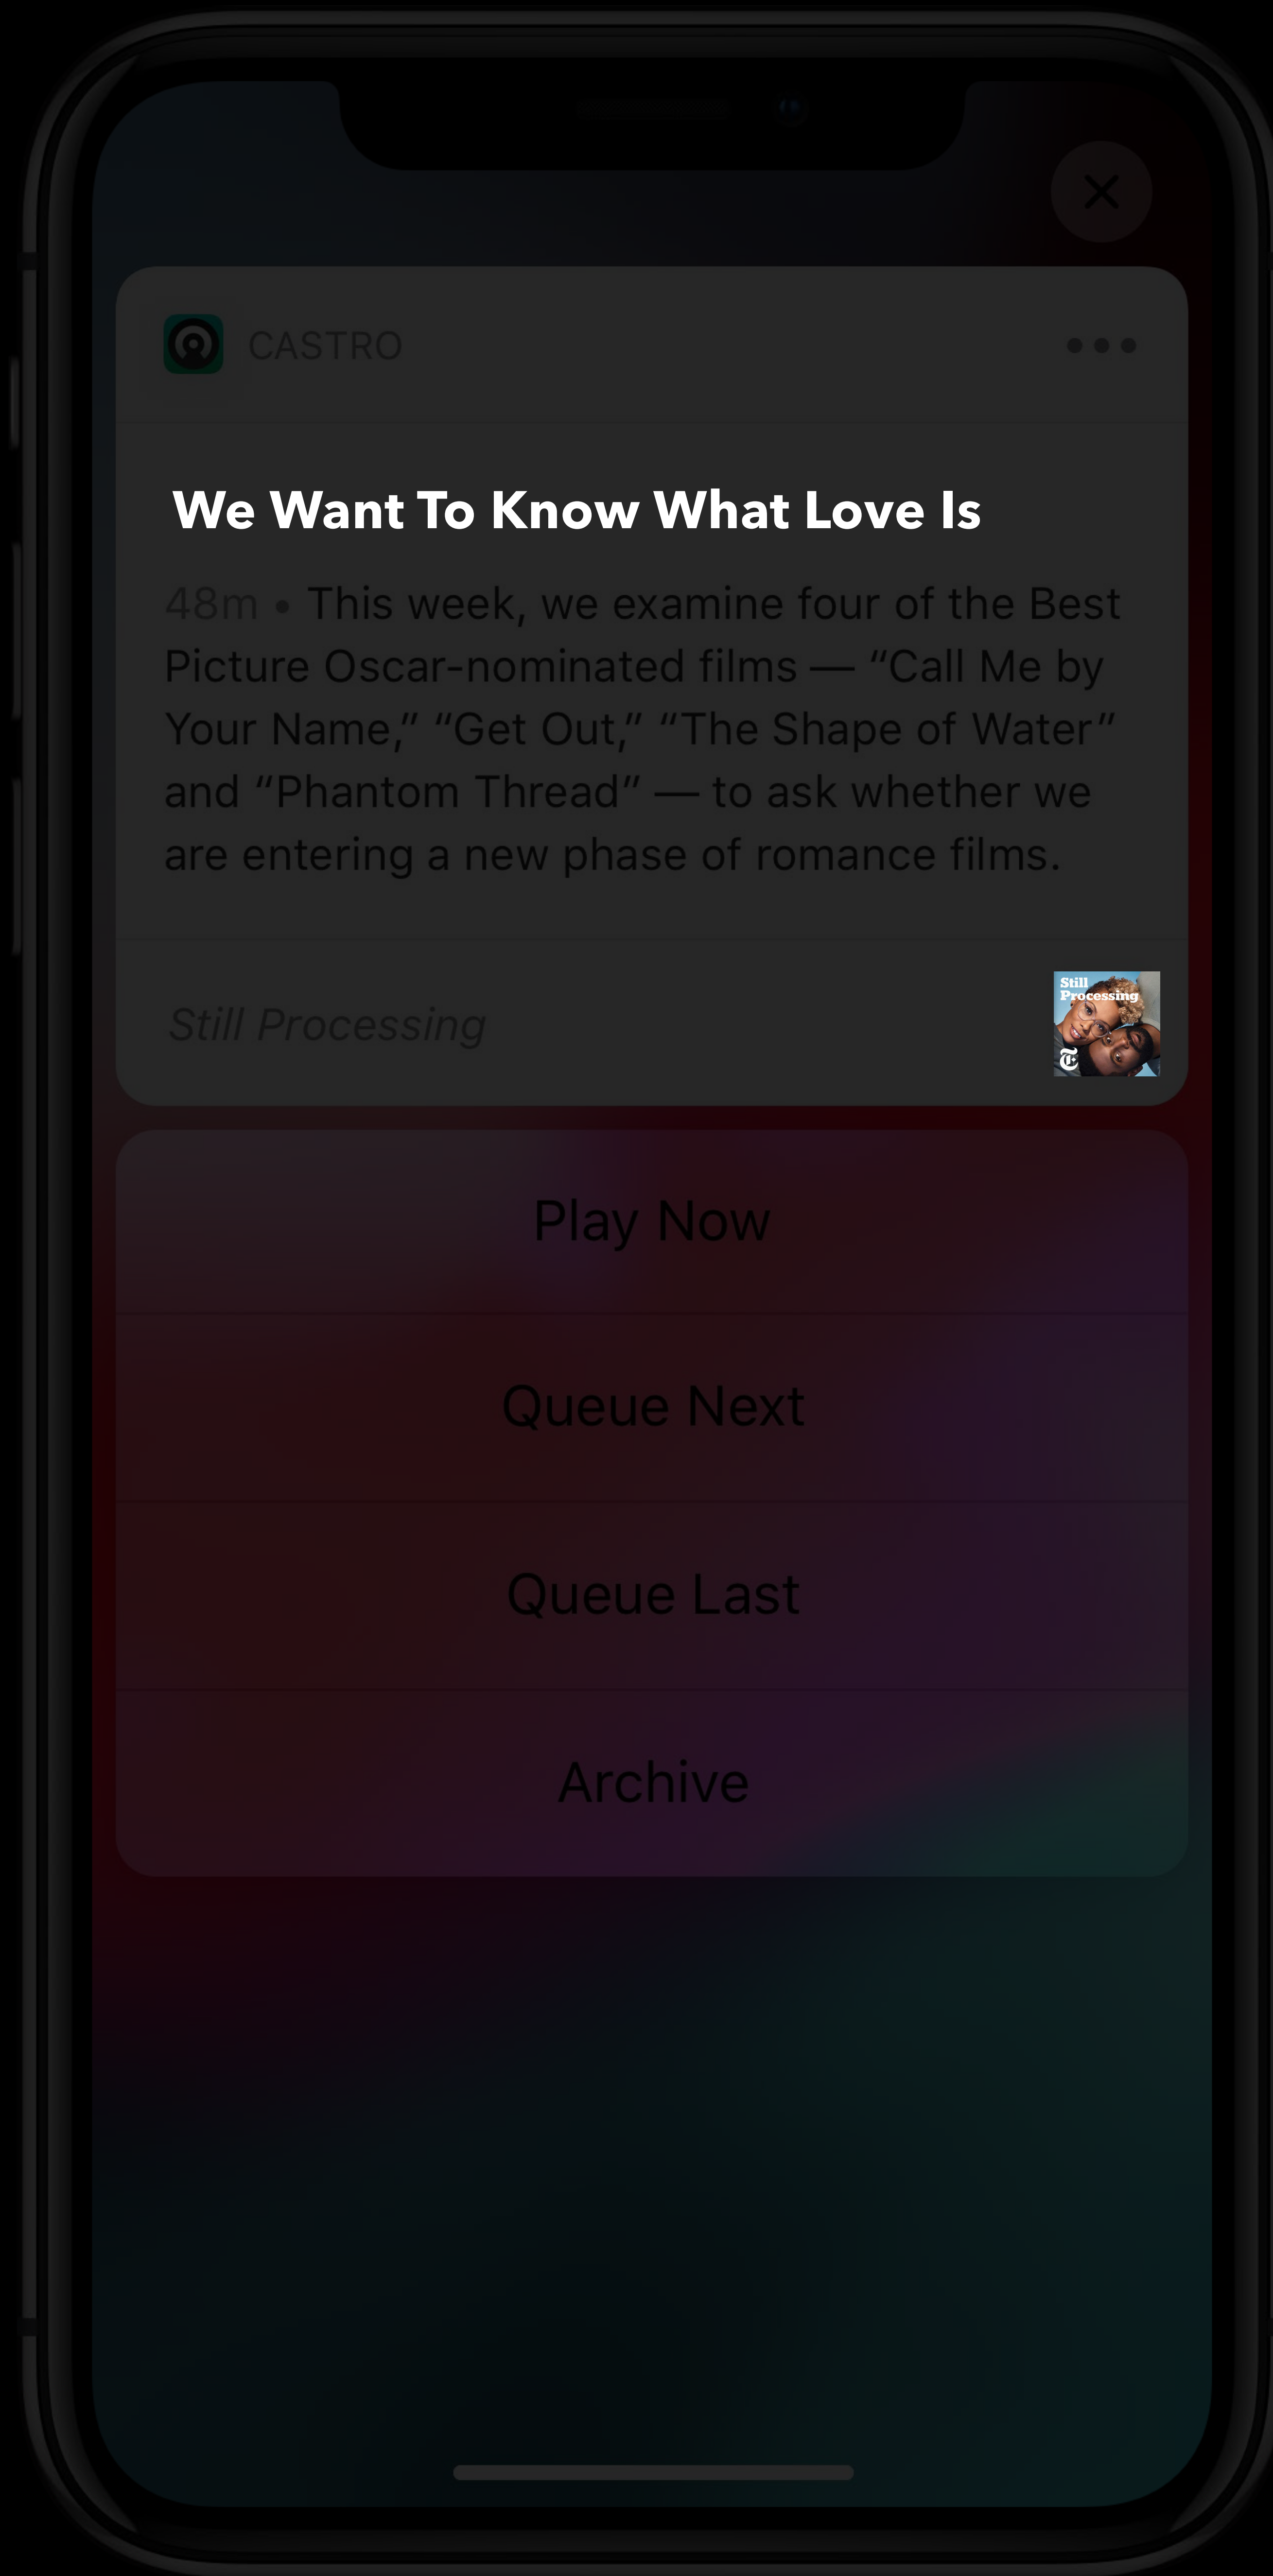 CASTRO
We Want To Know What Love Is
48m • This week, we examine four of the Best
Picture Oscar-nominated films — “Call Me by
Your Name,” “Get Out,” “The Shape of Water”
and “Phantom Thread” — to ask whether we
are entering a new phase of romance films.
Still Processing
Still
Processing
T
Play Now
Queue Next
Queue Last
Archive